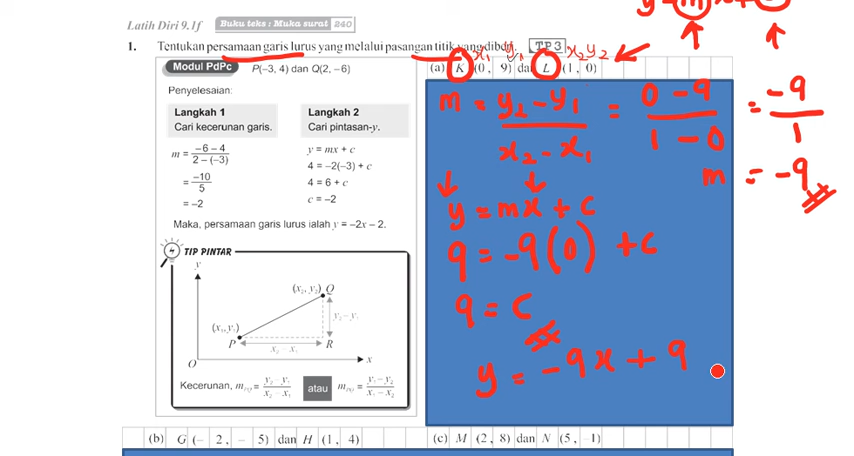 y = mx + c
Latih Diri 9.1f Buku teks : Muka surat 240
1. Tentukan persamaan garis lurus yang melalui pasangan titik yang diberi. TP 3
x₁ y₁ x₂ y₂
Modul PdPc P(−3, 4) dan Q(2, −6)
(a) K (0, 9) dan L (1, 0)
Penyelesaian:
Langkah 1
Cari kecerunan garis.
m = −6 − 4 / 2 − (−3)
= −10 / 5
= −2
Langkah 2
Cari pintasan-y.
y = mx + c
4 = −2(−3) + c
4 = 6 + c
c = −2
Maka, persamaan garis lurus ialah y = −2x − 2.
TIP PINTAR
y
(x₂, y₂) Q
y₂ − y₁
(x₁, y₁)
P R
x₂ − x₁
O x
Kecerunan, m_PQ = y₂ − y₁ / x₂ − x₁ atau m_PQ = y₁ − y₂ / x₁ − x₂
m = y₂ − y₁ / x₂ − x₁ = 0 − 9 / 1 − 0 = −9 / 1
m = −9
y = mx + c
9 = −9(0) + c
9 = c
y = −9x + 9
(b) G (− 2, − 5) dan H (1, 4)
(c) M (2, 8) dan N (5, −1)